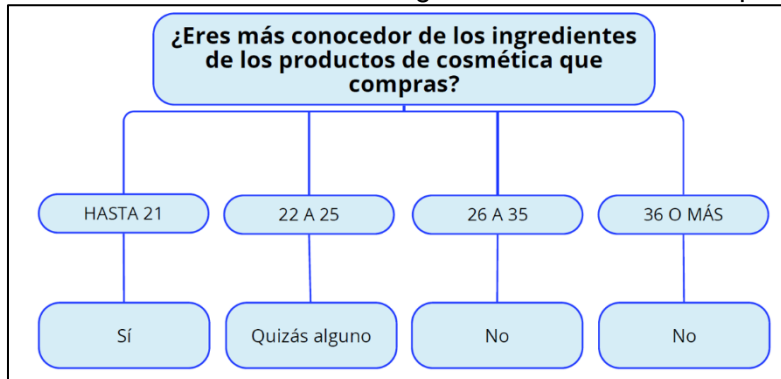 ¿Eres más conocedor de los ingredientes
de los productos de cosmética que
compras?
HASTA 21
22 A 25
26 A 35
36 O MÁS
Sí
Quizás alguno
No
No